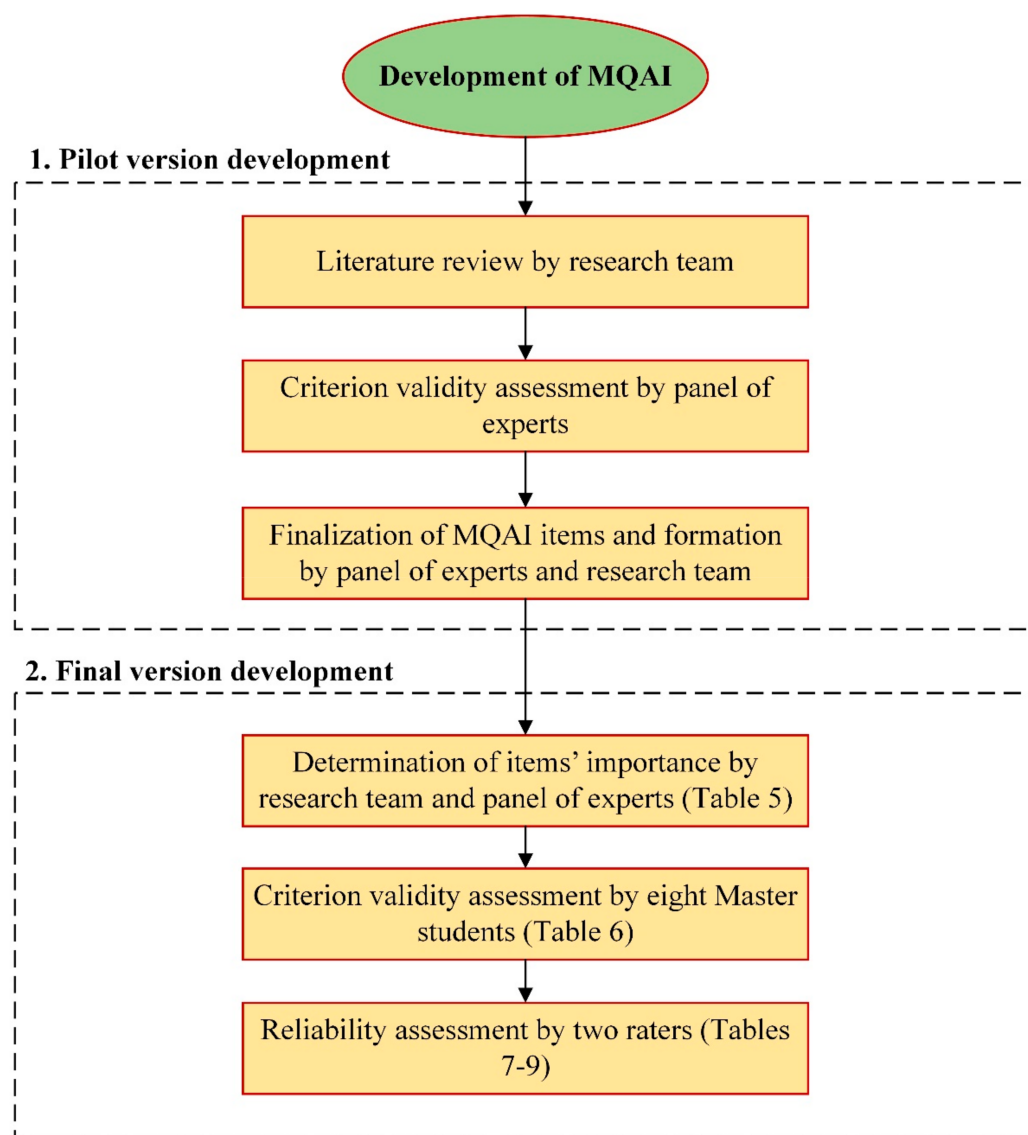 Development of MQAI
1. Pilot version development
Literature review by research team
Criterion validity assessment by panel of
experts
Finalization of MQAI items and formation
by panel of experts and research team
2. Final version development
Determination of items’ importance by
research team and panel of experts (Table 5)
Criterion validity assessment by eight Master
students (Table 6)
Reliability assessment by two raters (Tables
7-9)